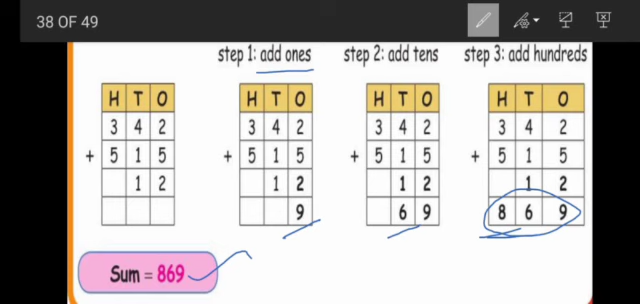 38 OF 49
step 1: add ones step 2: add tens step 3: add hundreds
H T O H T O H T O H T O
3 4 2 3 4 2 3 4 2 3 4 2
+ 5 1 5 + 5 1 5 + 5 1 5 + 5 1 5
1 2 1 2 1 2 1 2
9 6 9 8 6 9
Sum = 869